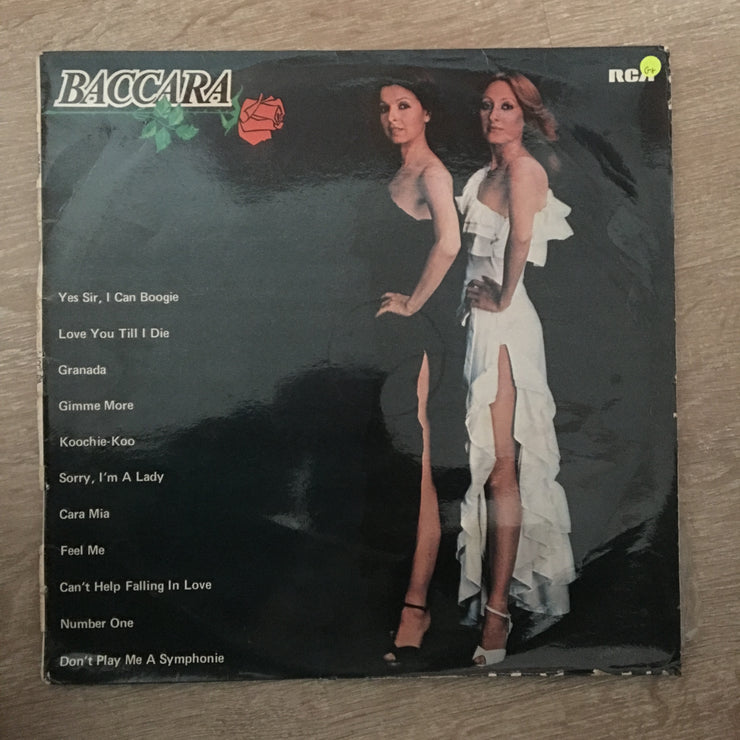 BACCARA
RCA
G+
Yes Sir, I Can Boogie
Love You Till I Die
Granada
Gimme More
Koochie-Koo
Sorry, I'm A Lady
Cara Mia
Feel Me
Can't Help Falling In Love
Number One
Don't Play Me A Symphonie